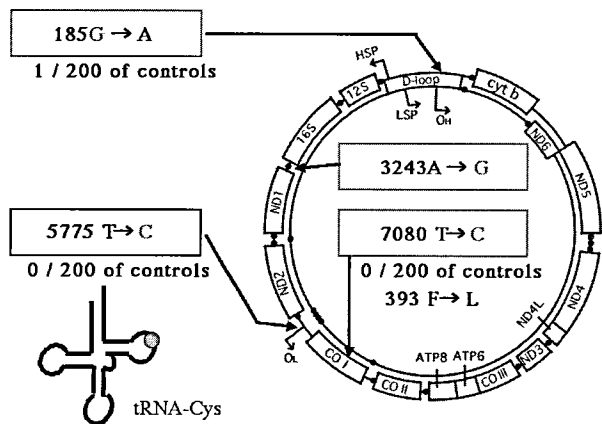 185G → A
1 / 200 of controls
HSP
12S
D-loop
cyt b
LSP
OH
16S
ND6
3243A → G
ND1
ND5
5775 T → C
7080 T → C
0 / 200 of controls
0 / 200 of controls
393 F → L
ND2
ND4
ND4L
OL
CO I
ATP8
ATP6
ND3
CO II
CO III
tRNA-Cys